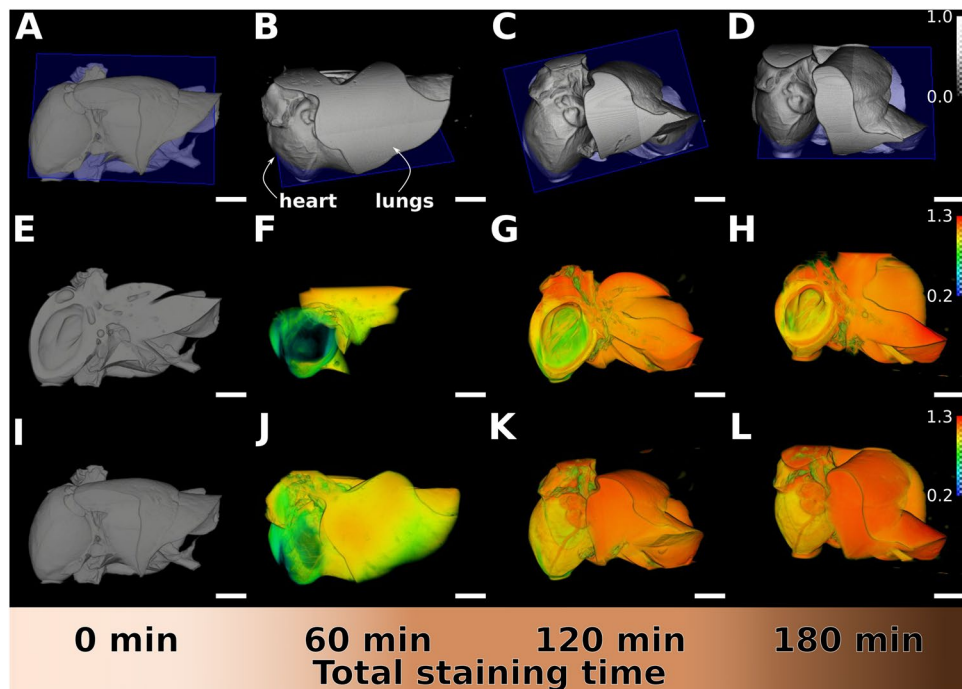 A B C D 1.0
0.0
heart lungs
E F G H 1.3
0.2
I J K L 1.3
0.2
0 min 60 min 120 min 180 min
Total staining time